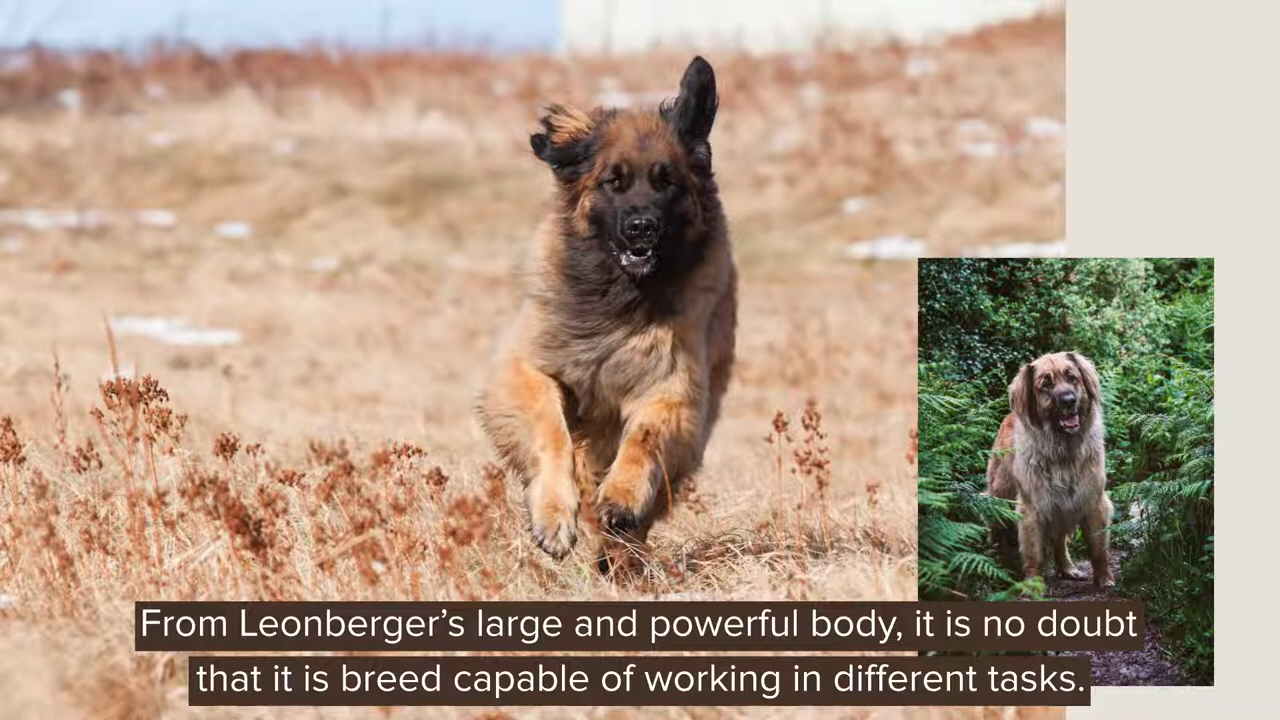 From Leonberger’s large and powerful body, it is no doubt
that it is breed capable of working in different tasks.